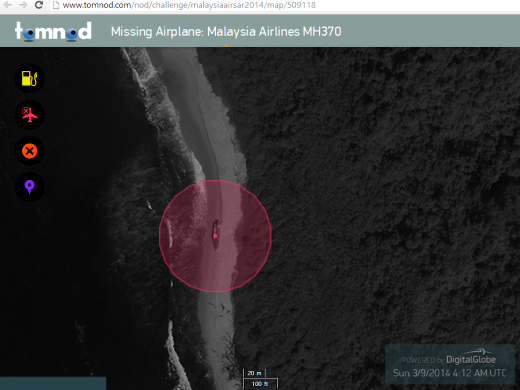 www.tomnod.com/nod/challenge/malaysiaairsar2014/map/509118
tomnod
Missing Airplane: Malaysia Airlines MH370
20 m
100 ft
POWERED BY DigitalGlobe
Sun 3/9/2014 4:12 AM UTC